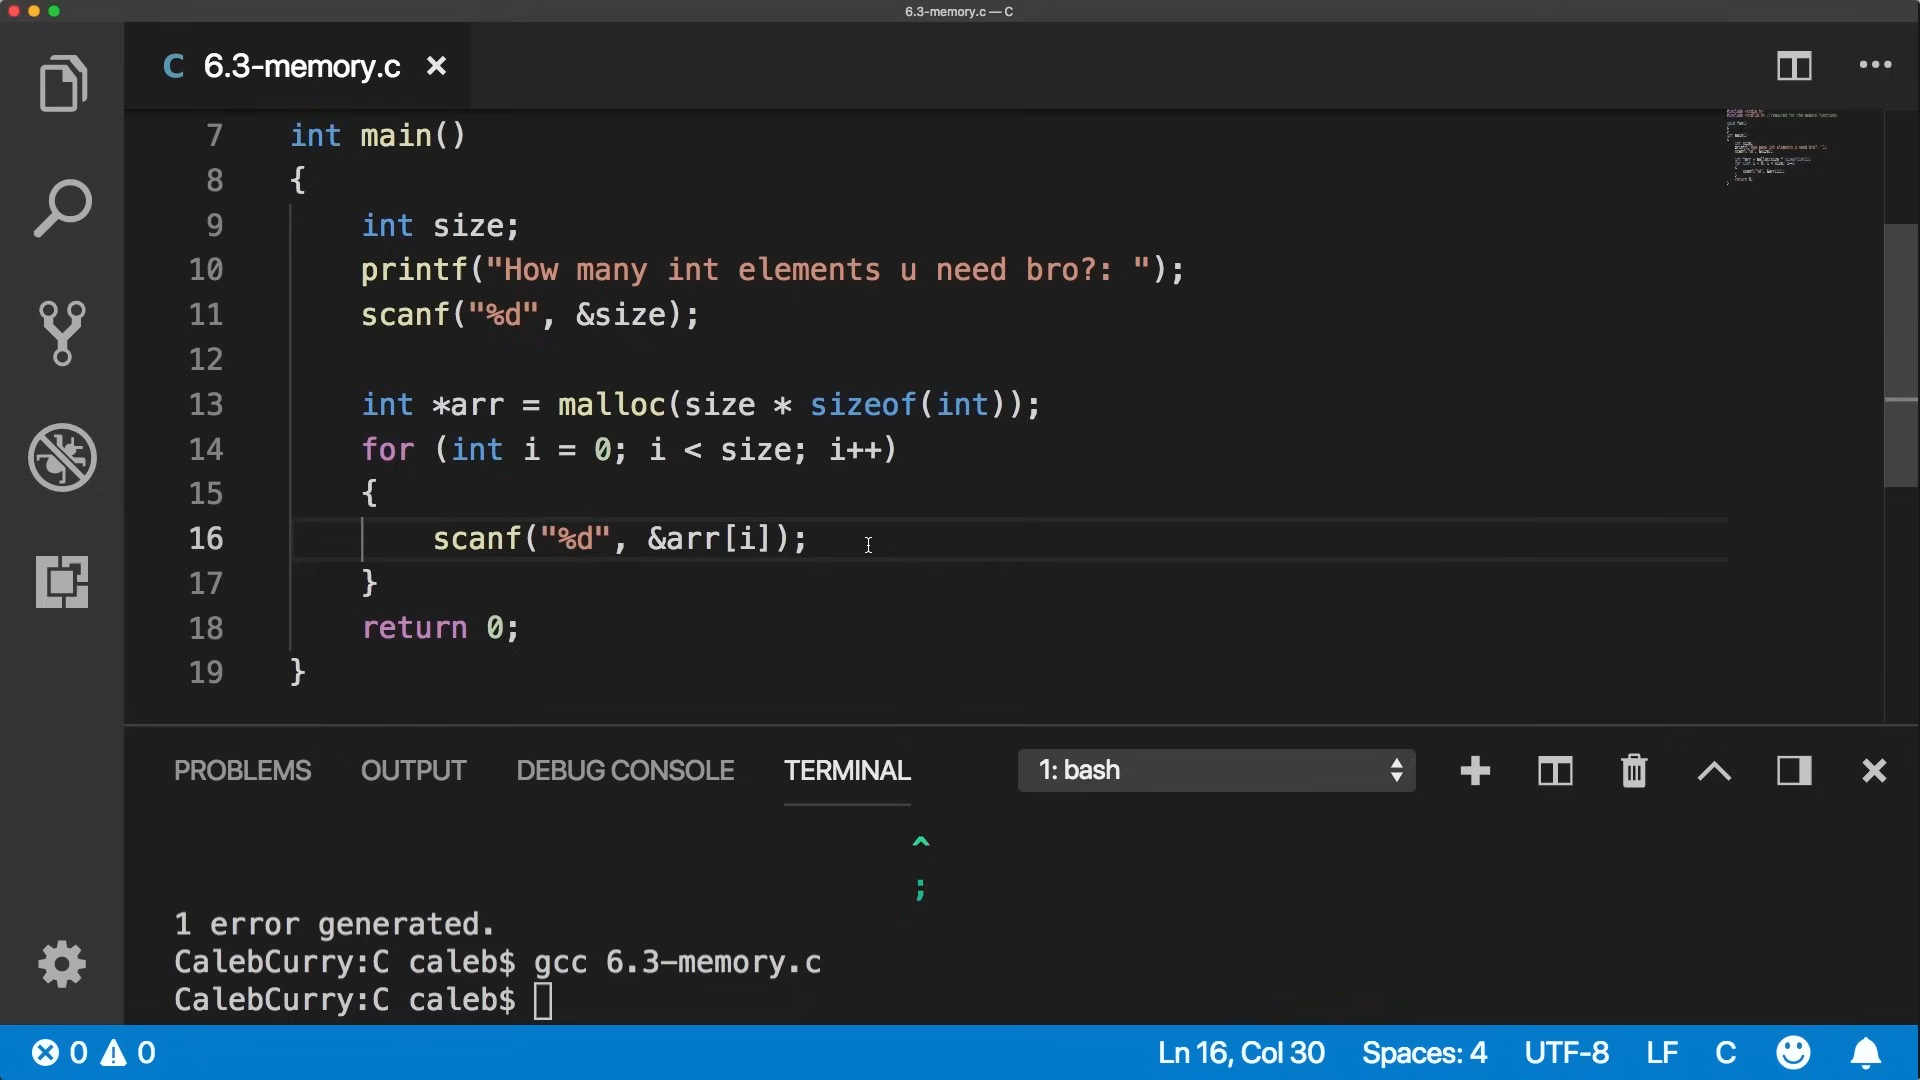 6.3-memory.c — C
C 6.3-memory.c
7 int main()
8 {
9 int size;
10 printf("How many int elements u need bro?: ");
11 scanf("%d", &size);
12
13 int *arr = malloc(size * sizeof(int));
14 for (int i = 0; i < size; i++)
15 {
16 scanf("%d", &arr[i]);
17 }
18 return 0;
19 }
PROBLEMS OUTPUT DEBUG CONSOLE TERMINAL 1: bash
^
;
1 error generated.
CalebCurry:C caleb$ gcc 6.3-memory.c
CalebCurry:C caleb$
0 0 Ln 16, Col 30 Spaces: 4 UTF-8 LF C